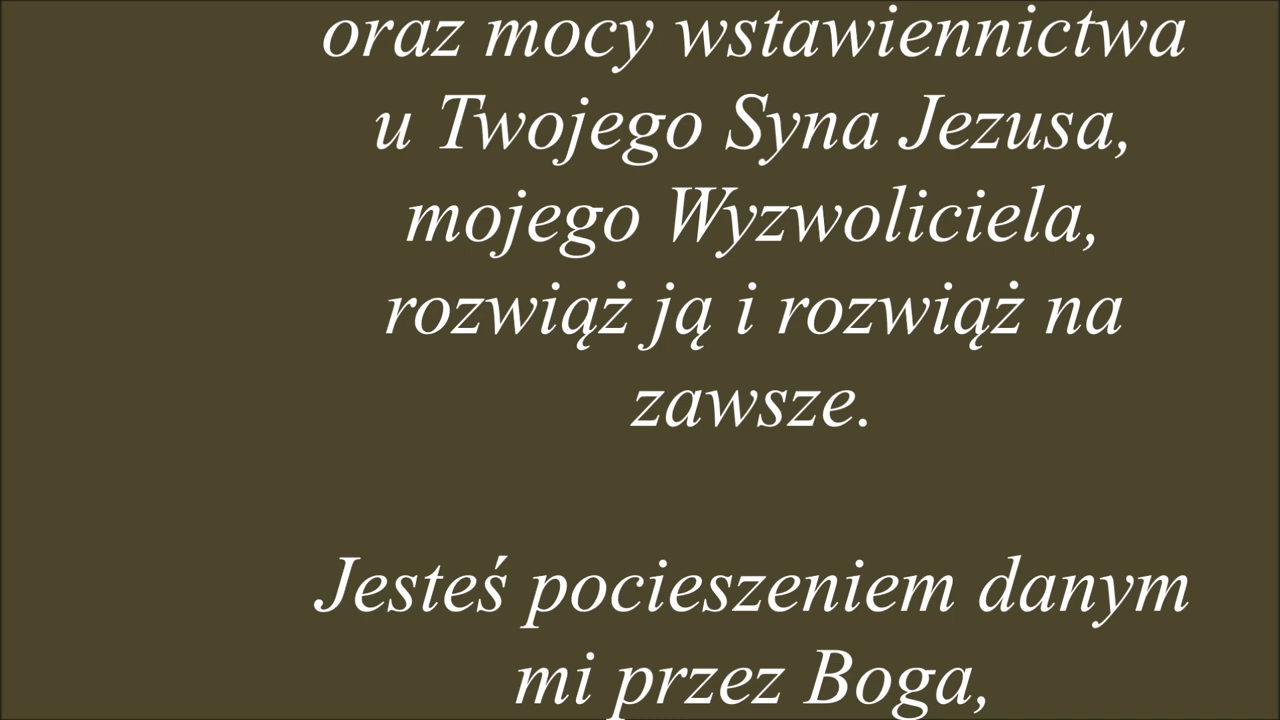 oraz mocy wstawiennictwa
u Twojego Syna Jezusa,
mojego Wyzwoliciela,
rozwiąż ją i rozwiąż na
zawsze.
Jesteś pocieszeniem danym
mi przez Boga,